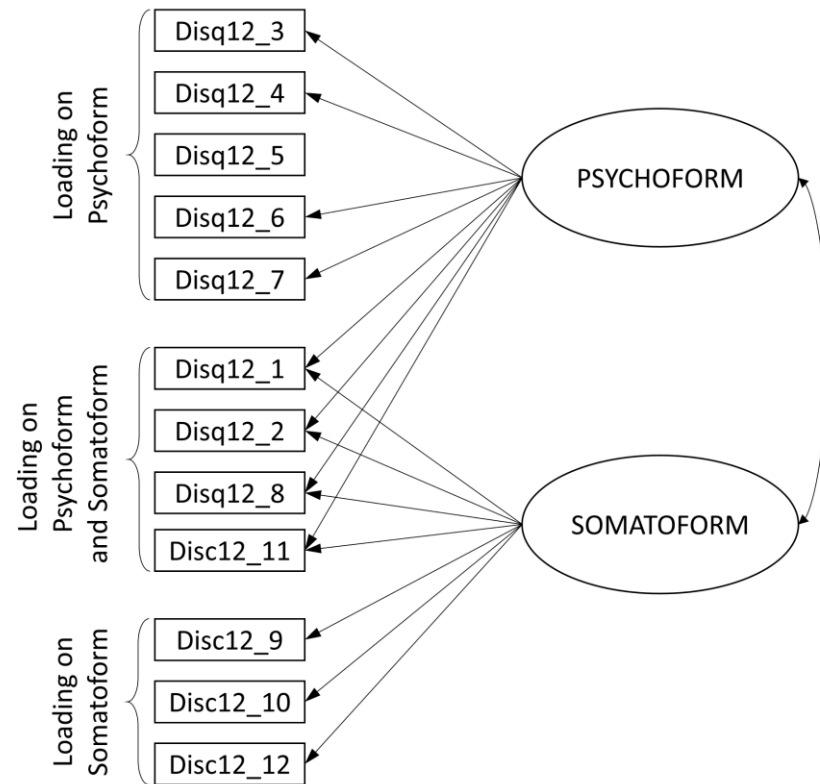 Loading on
Psychoform
Disq12_3
Disq12_4
Disq12_5
Disq12_6
Disq12_7
PSYCHOFORM
Loading on
Psychoform
and Somatoform
Disq12_1
Disq12_2
Disq12_8
Disc12_11
SOMATOFORM
Loading on
Somatoform
Disc12_9
Disc12_10
Disc12_12